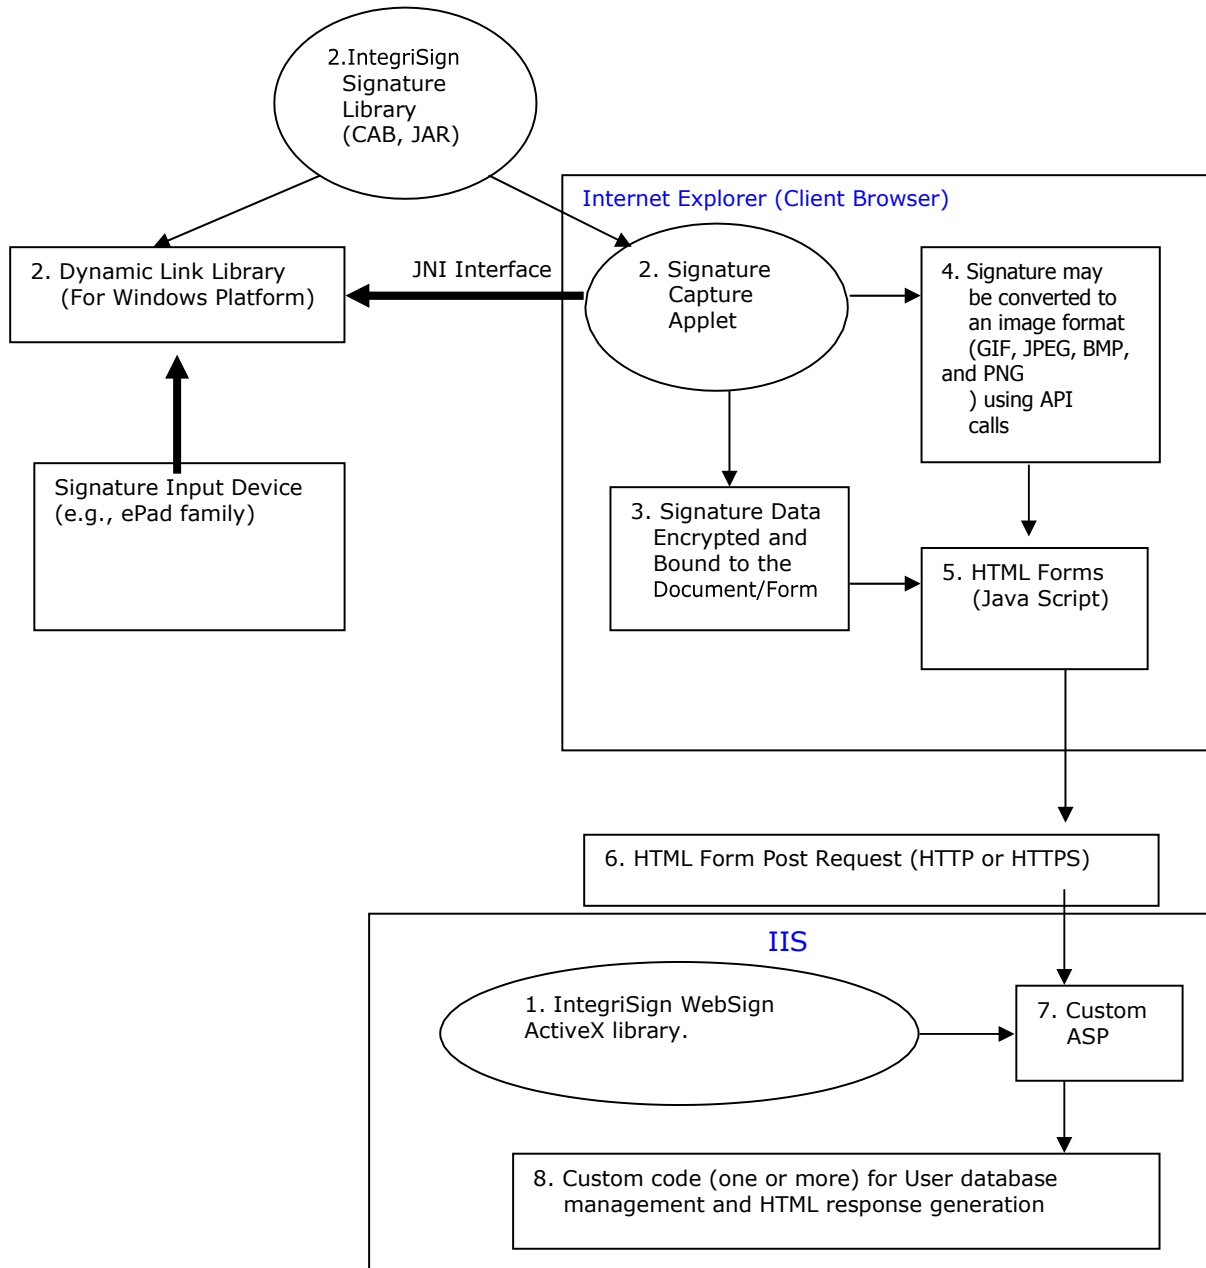 2.IntegriSign
Signature
Library
(CAB, JAR)
Internet Explorer (Client Browser)
2. Dynamic Link Library
(For Windows Platform)
JNI Interface
2. Signature
Capture
Applet
4. Signature may
be converted to
an image format
(GIF, JPEG, BMP,
and PNG
) using API
calls
Signature Input Device
(e.g., ePad family)
3. Signature Data
Encrypted and
Bound to the
Document/Form
5. HTML Forms
(Java Script)
6. HTML Form Post Request (HTTP or HTTPS)
IIS
1. IntegriSign WebSign
ActiveX library.
7. Custom
ASP
8. Custom code (one or more) for User database
management and HTML response generation